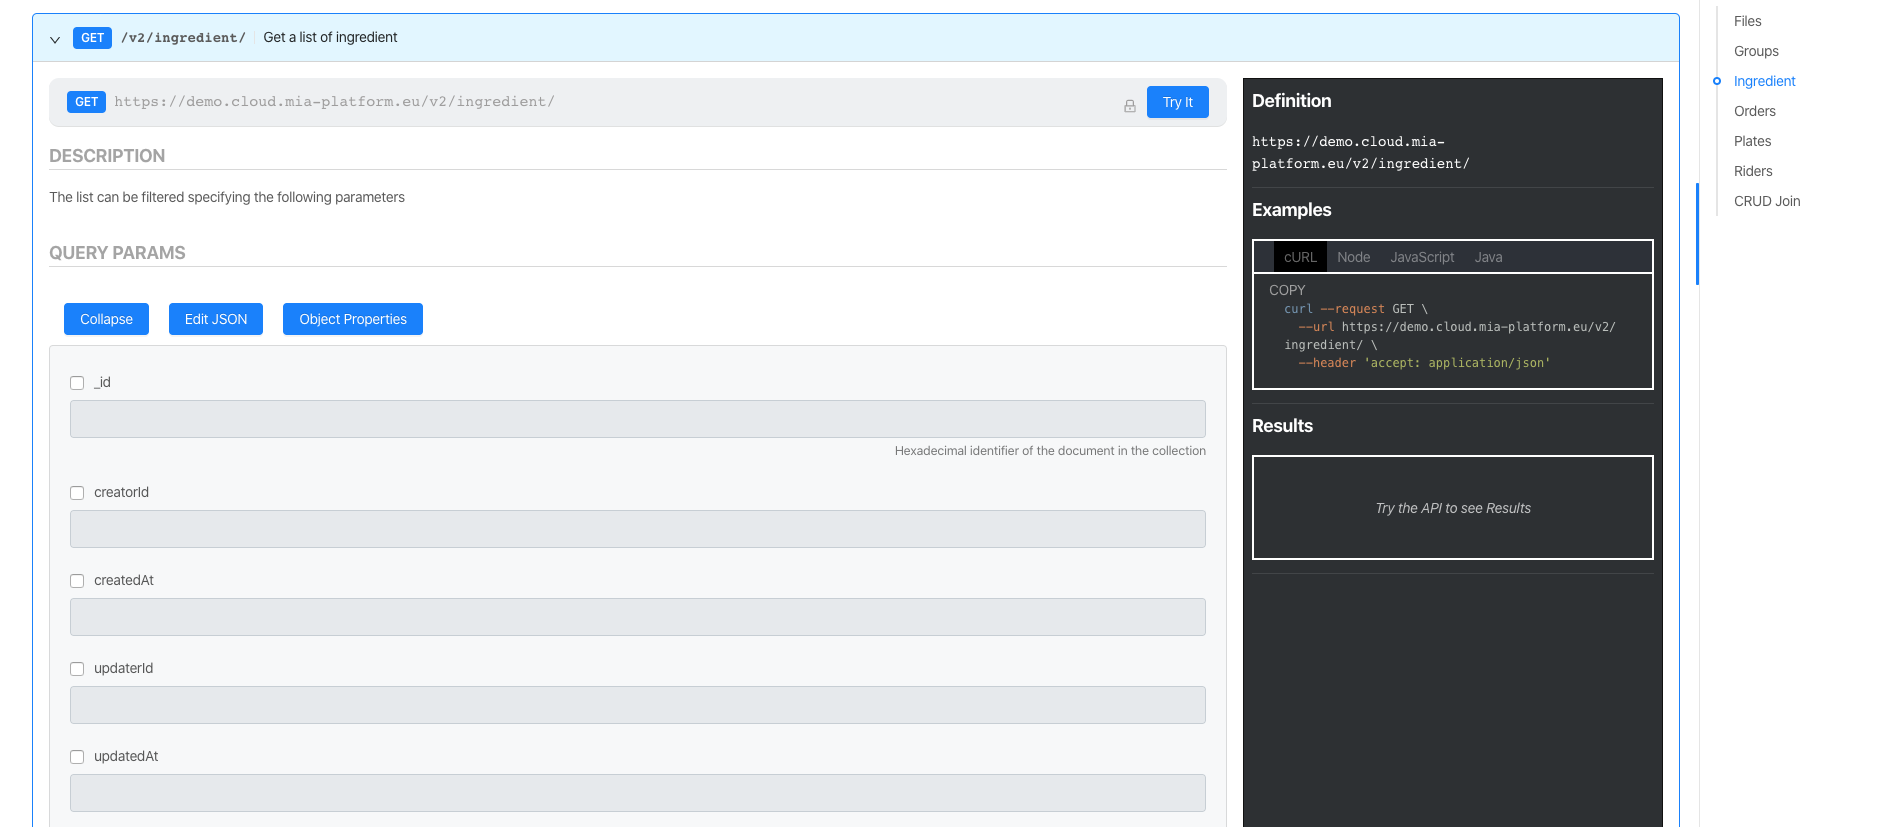 GET /v2/ingredient/ Get a list of ingredient
GET https://demo.cloud.mia-platform.eu/v2/ingredient/ Try It
DESCRIPTION
The list can be filtered specifying the following parameters
QUERY PARAMS
Collapse Edit JSON Object Properties
_id
Hexadecimal identifier of the document in the collection
creatorId
createdAt
updaterId
updatedAt
Definition
https://demo.cloud.mia-
platform.eu/v2/ingredient/
Examples
cURL Node JavaScript Java
COPY
curl --request GET \
--url https://demo.cloud.mia-platform.eu/v2/
ingredient/ \
--header 'accept: application/json'
Results
Try the API to see Results
Files
Groups
Ingredient
Orders
Plates
Riders
CRUD Join